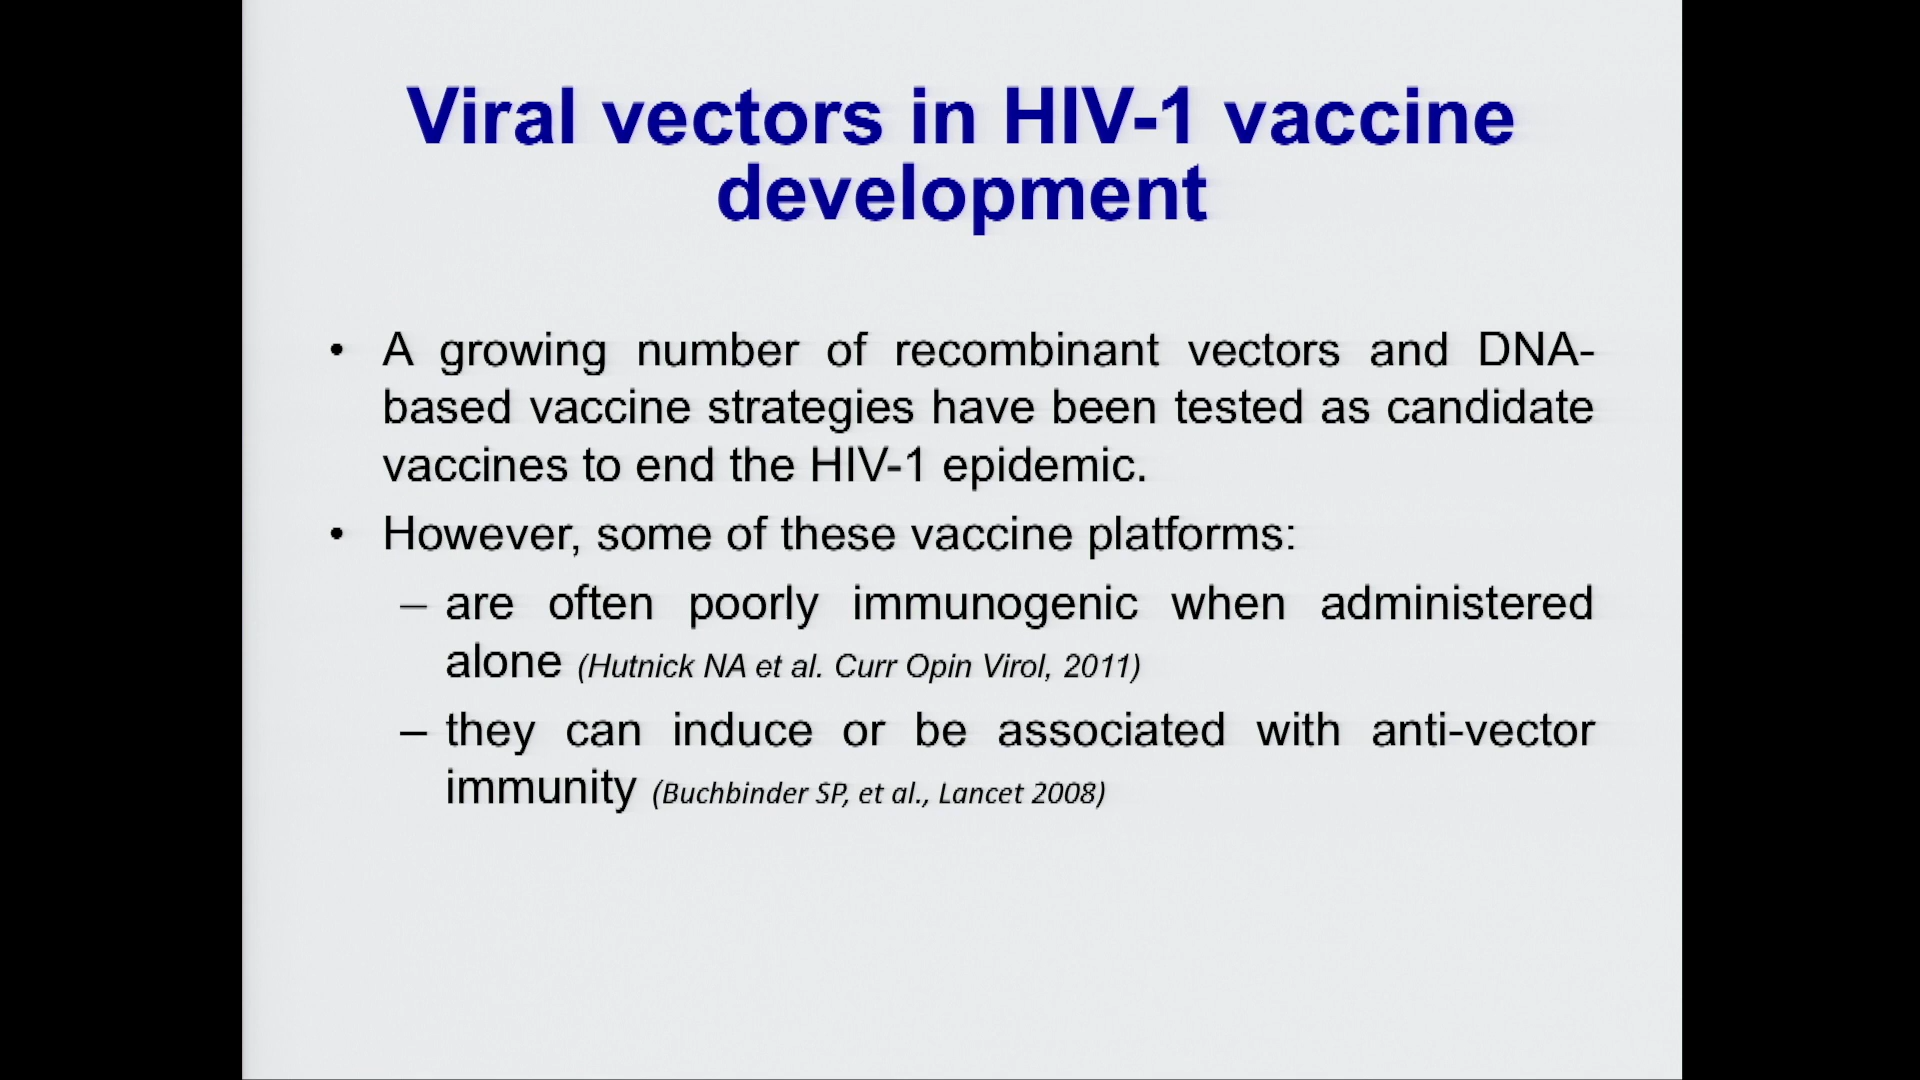 Viral vectors in HIV-1 vaccine
development
• A growing number of recombinant vectors and DNA-
based vaccine strategies have been tested as candidate
vaccines to end the HIV-1 epidemic.
• However, some of these vaccine platforms:
– are often poorly immunogenic when administered
alone (Hutnick NA et al. Curr Opin Virol, 2011)
– they can induce or be associated with anti-vector
immunity (Buchbinder SP, et al., Lancet 2008)